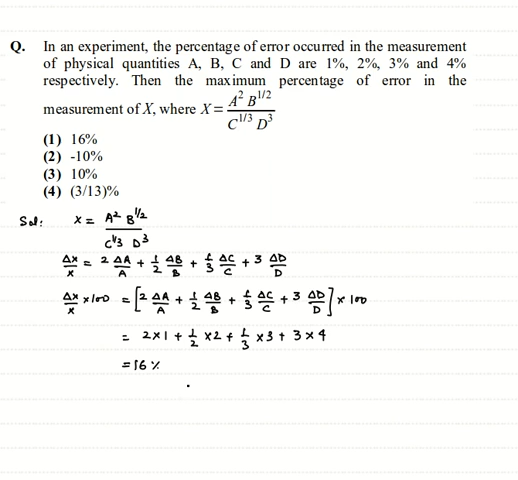 Q. In an experiment, the percentage of error occurred in the measurement
of physical quantities A, B, C and D are 1%, 2%, 3% and 4%
respectively. Then the maximum percentage of error in the
measurement of X, where X = A² B^1/2 / C^1/3 D³
(1) 16%
(2) -10%
(3) 10%
(4) (3/13)%
Sol: X = A² B^1/2 / C^1/3 D³
Δx/x = 2 ΔA/A + 1/2 ΔB/B + 1/3 ΔC/C + 3 ΔD/D
Δx/x × 100 = [2 ΔA/A + 1/2 ΔB/B + 1/3 ΔC/C + 3 ΔD/D] × 100
= 2×1 + 1/2 ×2 + 1/3 ×3 + 3×4
= 16 %